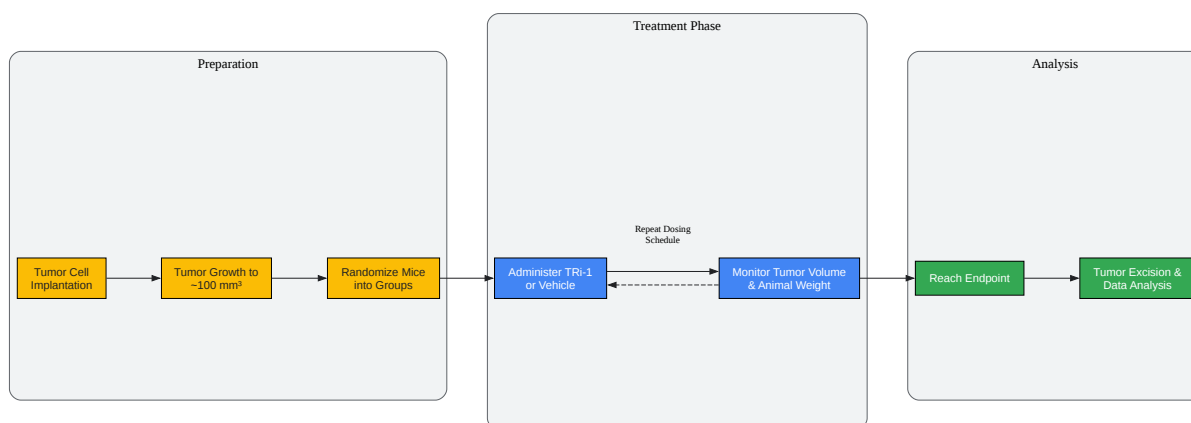 Preparation
Tumor Cell
Implantation
Tumor Growth to
~100 mm³
Randomize Mice
into Groups
Treatment Phase
Administer TRi-1
or Vehicle
Repeat Dosing
Schedule
Monitor Tumor Volume
& Animal Weight
Analysis
Reach Endpoint
Tumor Excision &
Data Analysis